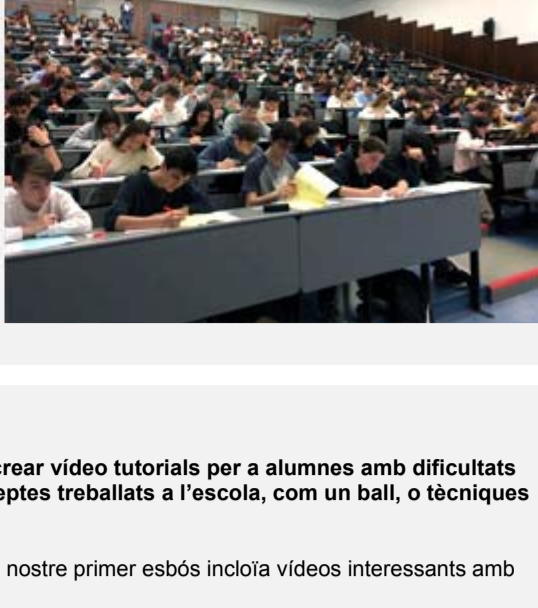 crear vídeo tutorials per a alumnes amb dificultats
eptes treballats a l’escola, com un ball, o tècniques
nostre primer esbós incloïa vídeos interessants amb